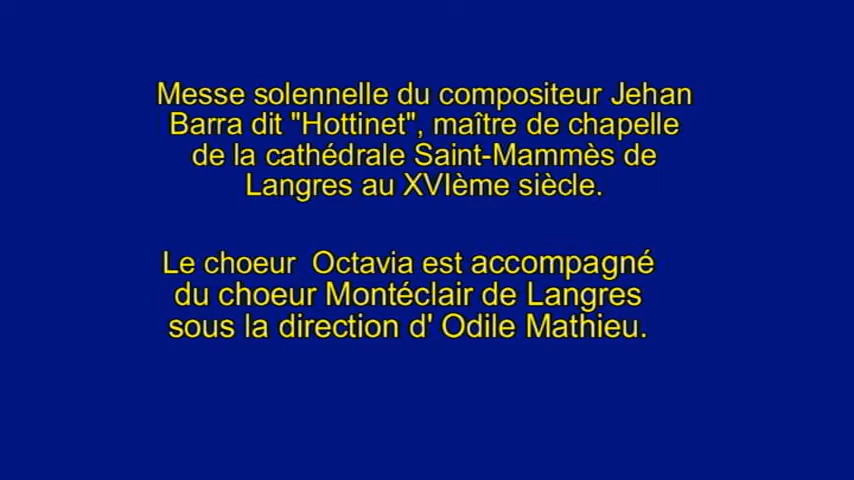 Messe solennelle du compositeur Jehan
Barra dit "Hottinet", maître de chapelle
de la cathédrale Saint-Mammès de
Langres au XVIème siècle.
Le choeur  Octavia est accompagné
du choeur Montéclair de Langres
sous la direction d' Odile Mathieu.